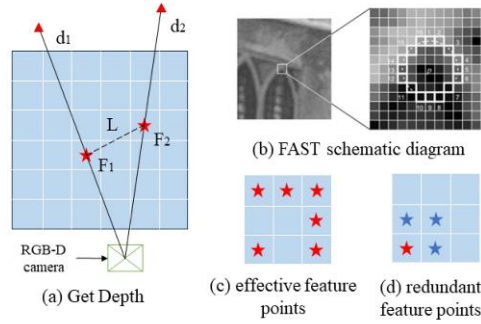 d1
d2
L
F1
F2
RGB-D
camera
(a) Get Depth
(b) FAST schematic diagram
(c) effective feature
points
(d) redundant
feature points